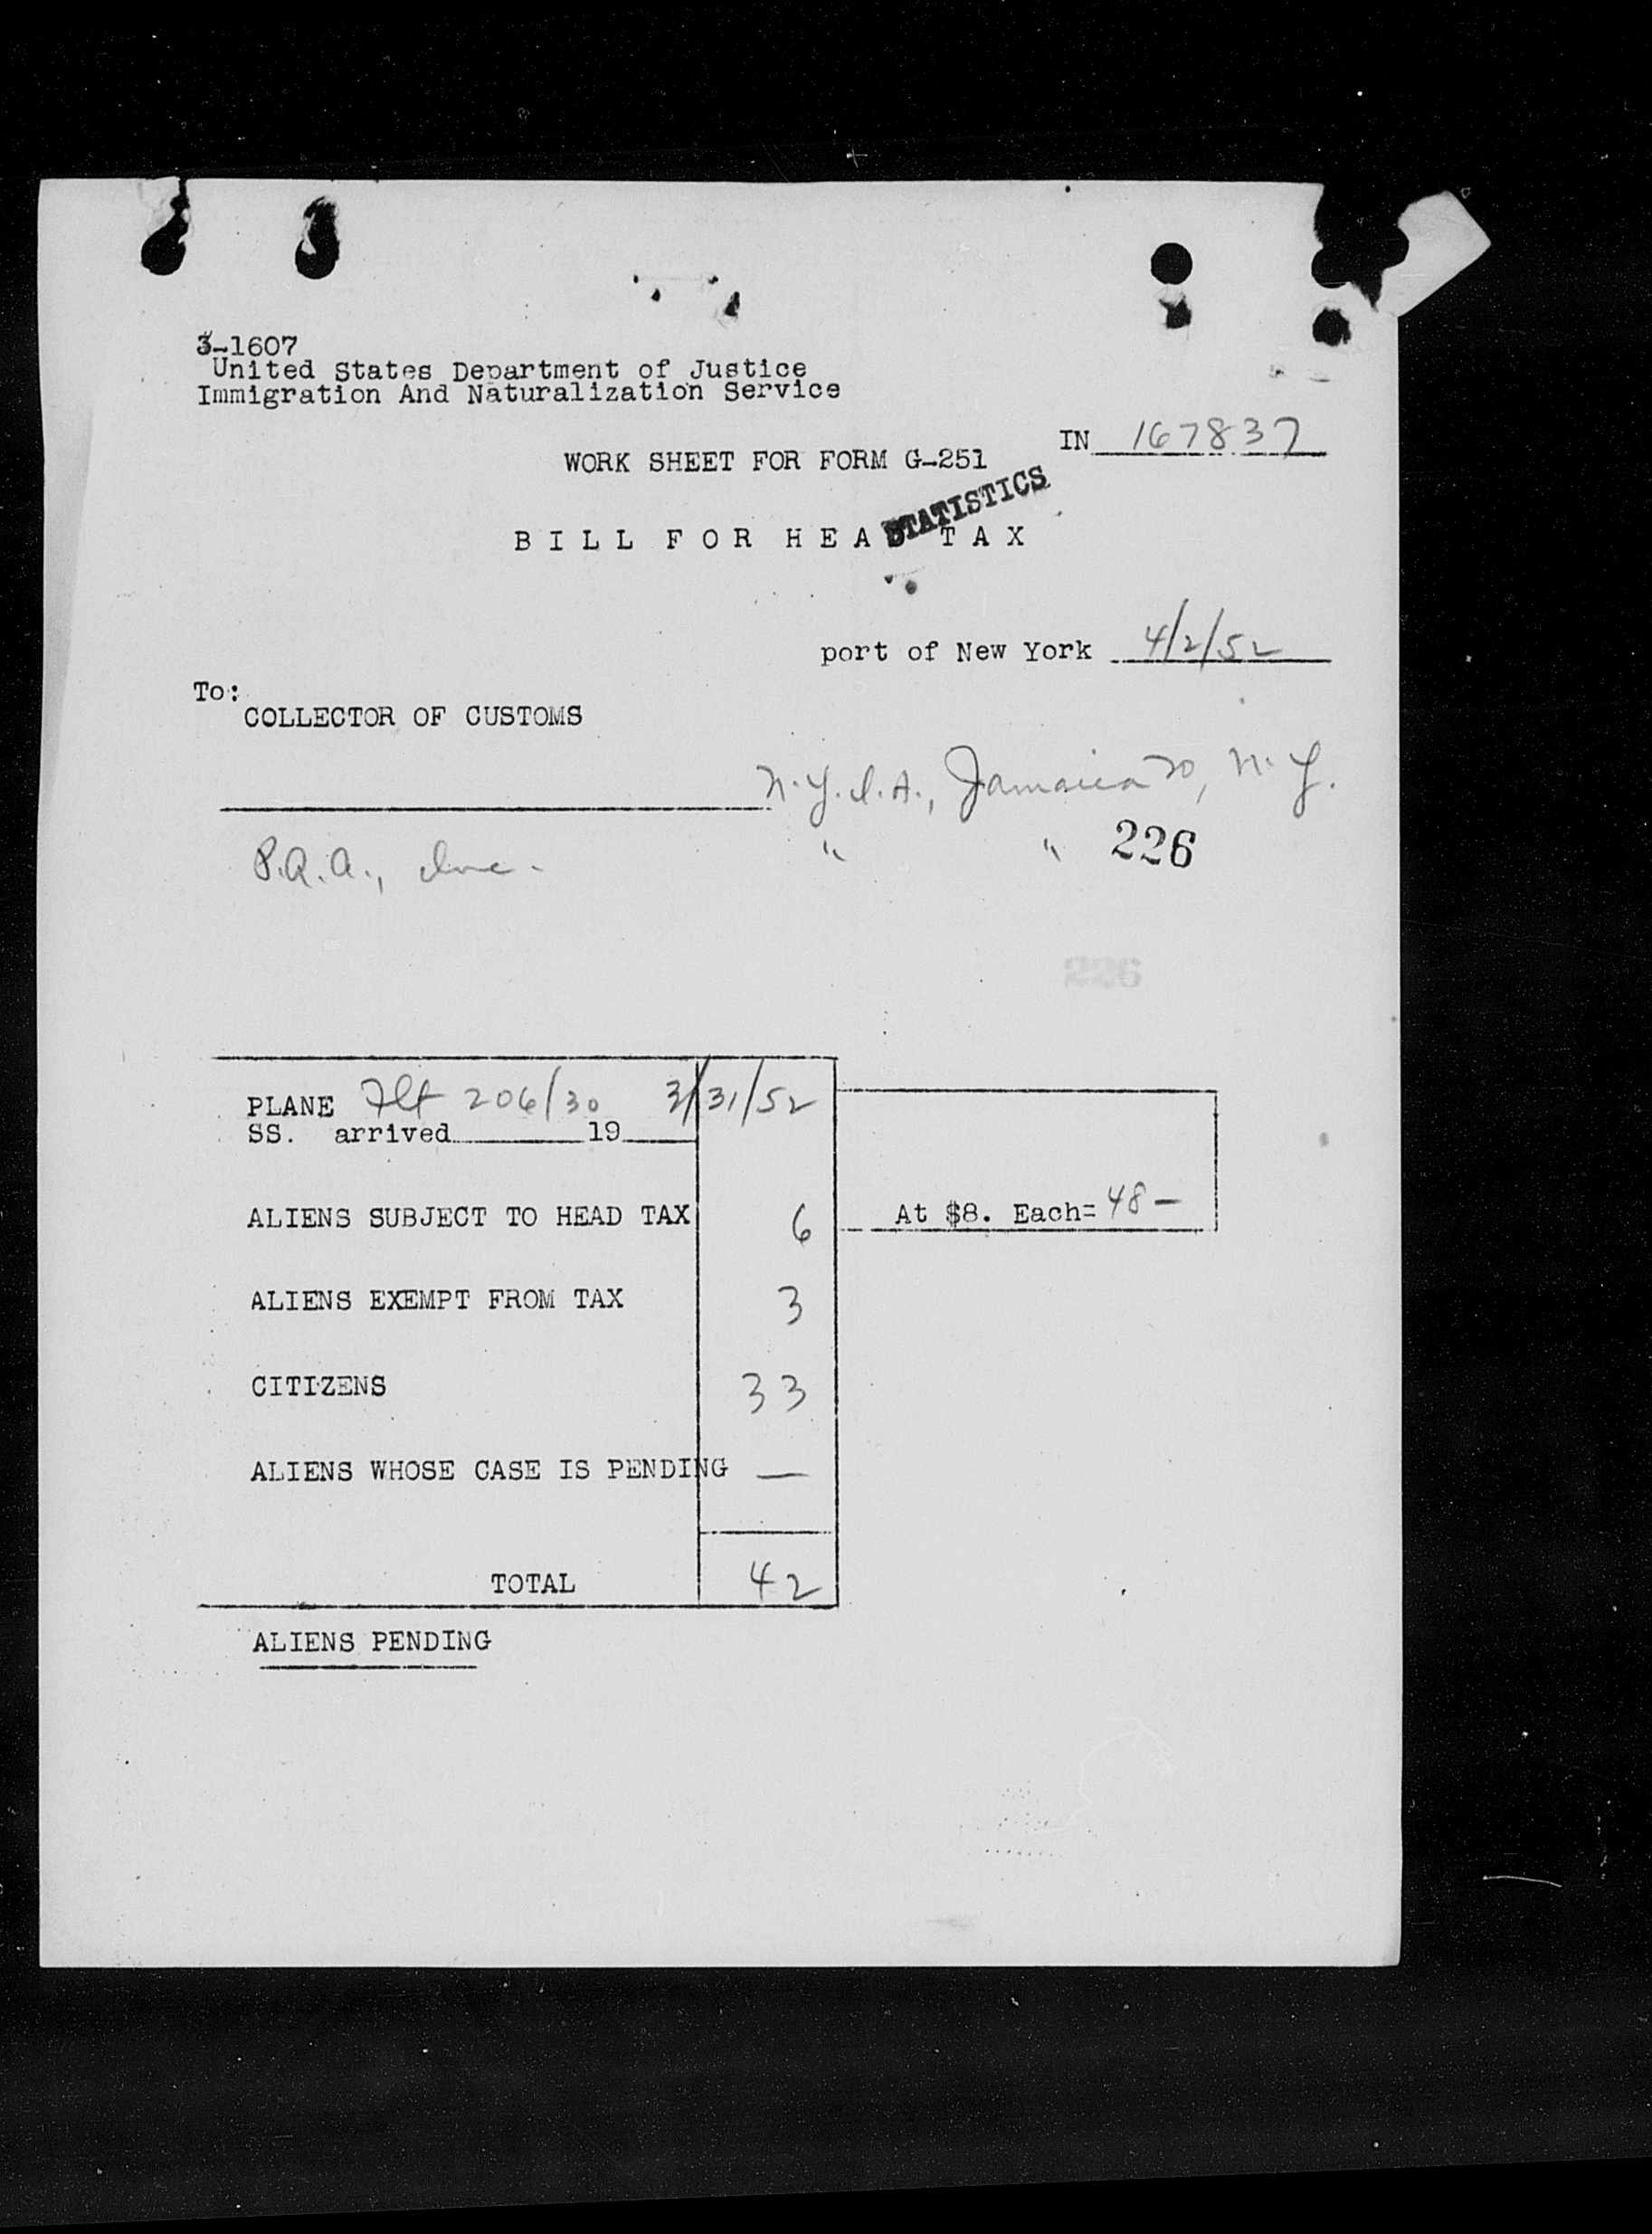 3-1607
United States Department of Justice
Immigration And Naturalization Service
IN 167837
WORK SHEET FOR FORM G-251
STATISTICS
BILL FOR HEAD TAX
port of New York 4/2/52
To:
COLLECTOR OF CUSTOMS
N.Y.I.A., Jamaica 20, N.Y.
P.A.A., Inc. " " 226
226
PLANE Flt 206/30 3/31/52
SS. arrived 19
ALIENS SUBJECT TO HEAD TAX 6 At $8. Each= 48 —
ALIENS EXEMPT FROM TAX 3
CITIZENS 33
ALIENS WHOSE CASE IS PENDING —
TOTAL 42
ALIENS PENDING